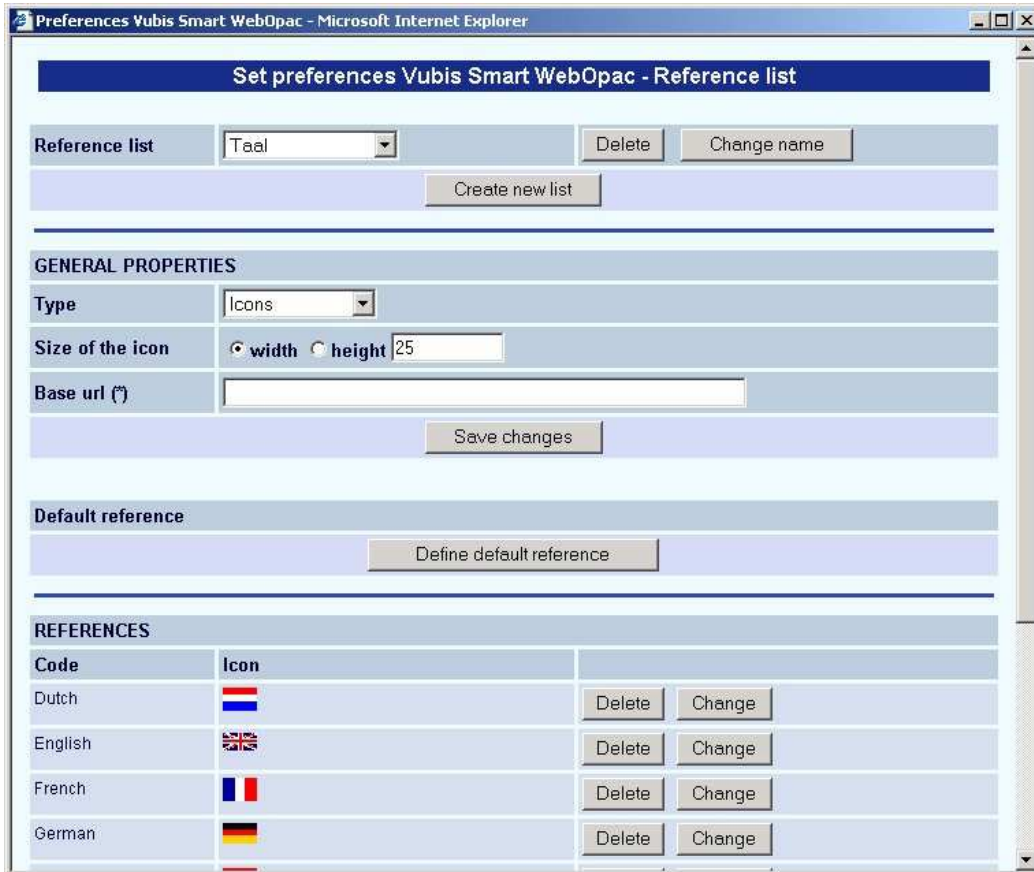 Preferences Vubis Smart WebOpac - Microsoft Internet Explorer
Set preferences Vubis Smart WebOpac - Reference list
Reference list Taal Delete Change name
Create new list
GENERAL PROPERTIES
Type Icons
Size of the icon width height 25
Base url (*)
Save changes
Default reference
Define default reference
REFERENCES
Code Icon
Dutch Delete Change
English Delete Change
French Delete Change
German Delete Change